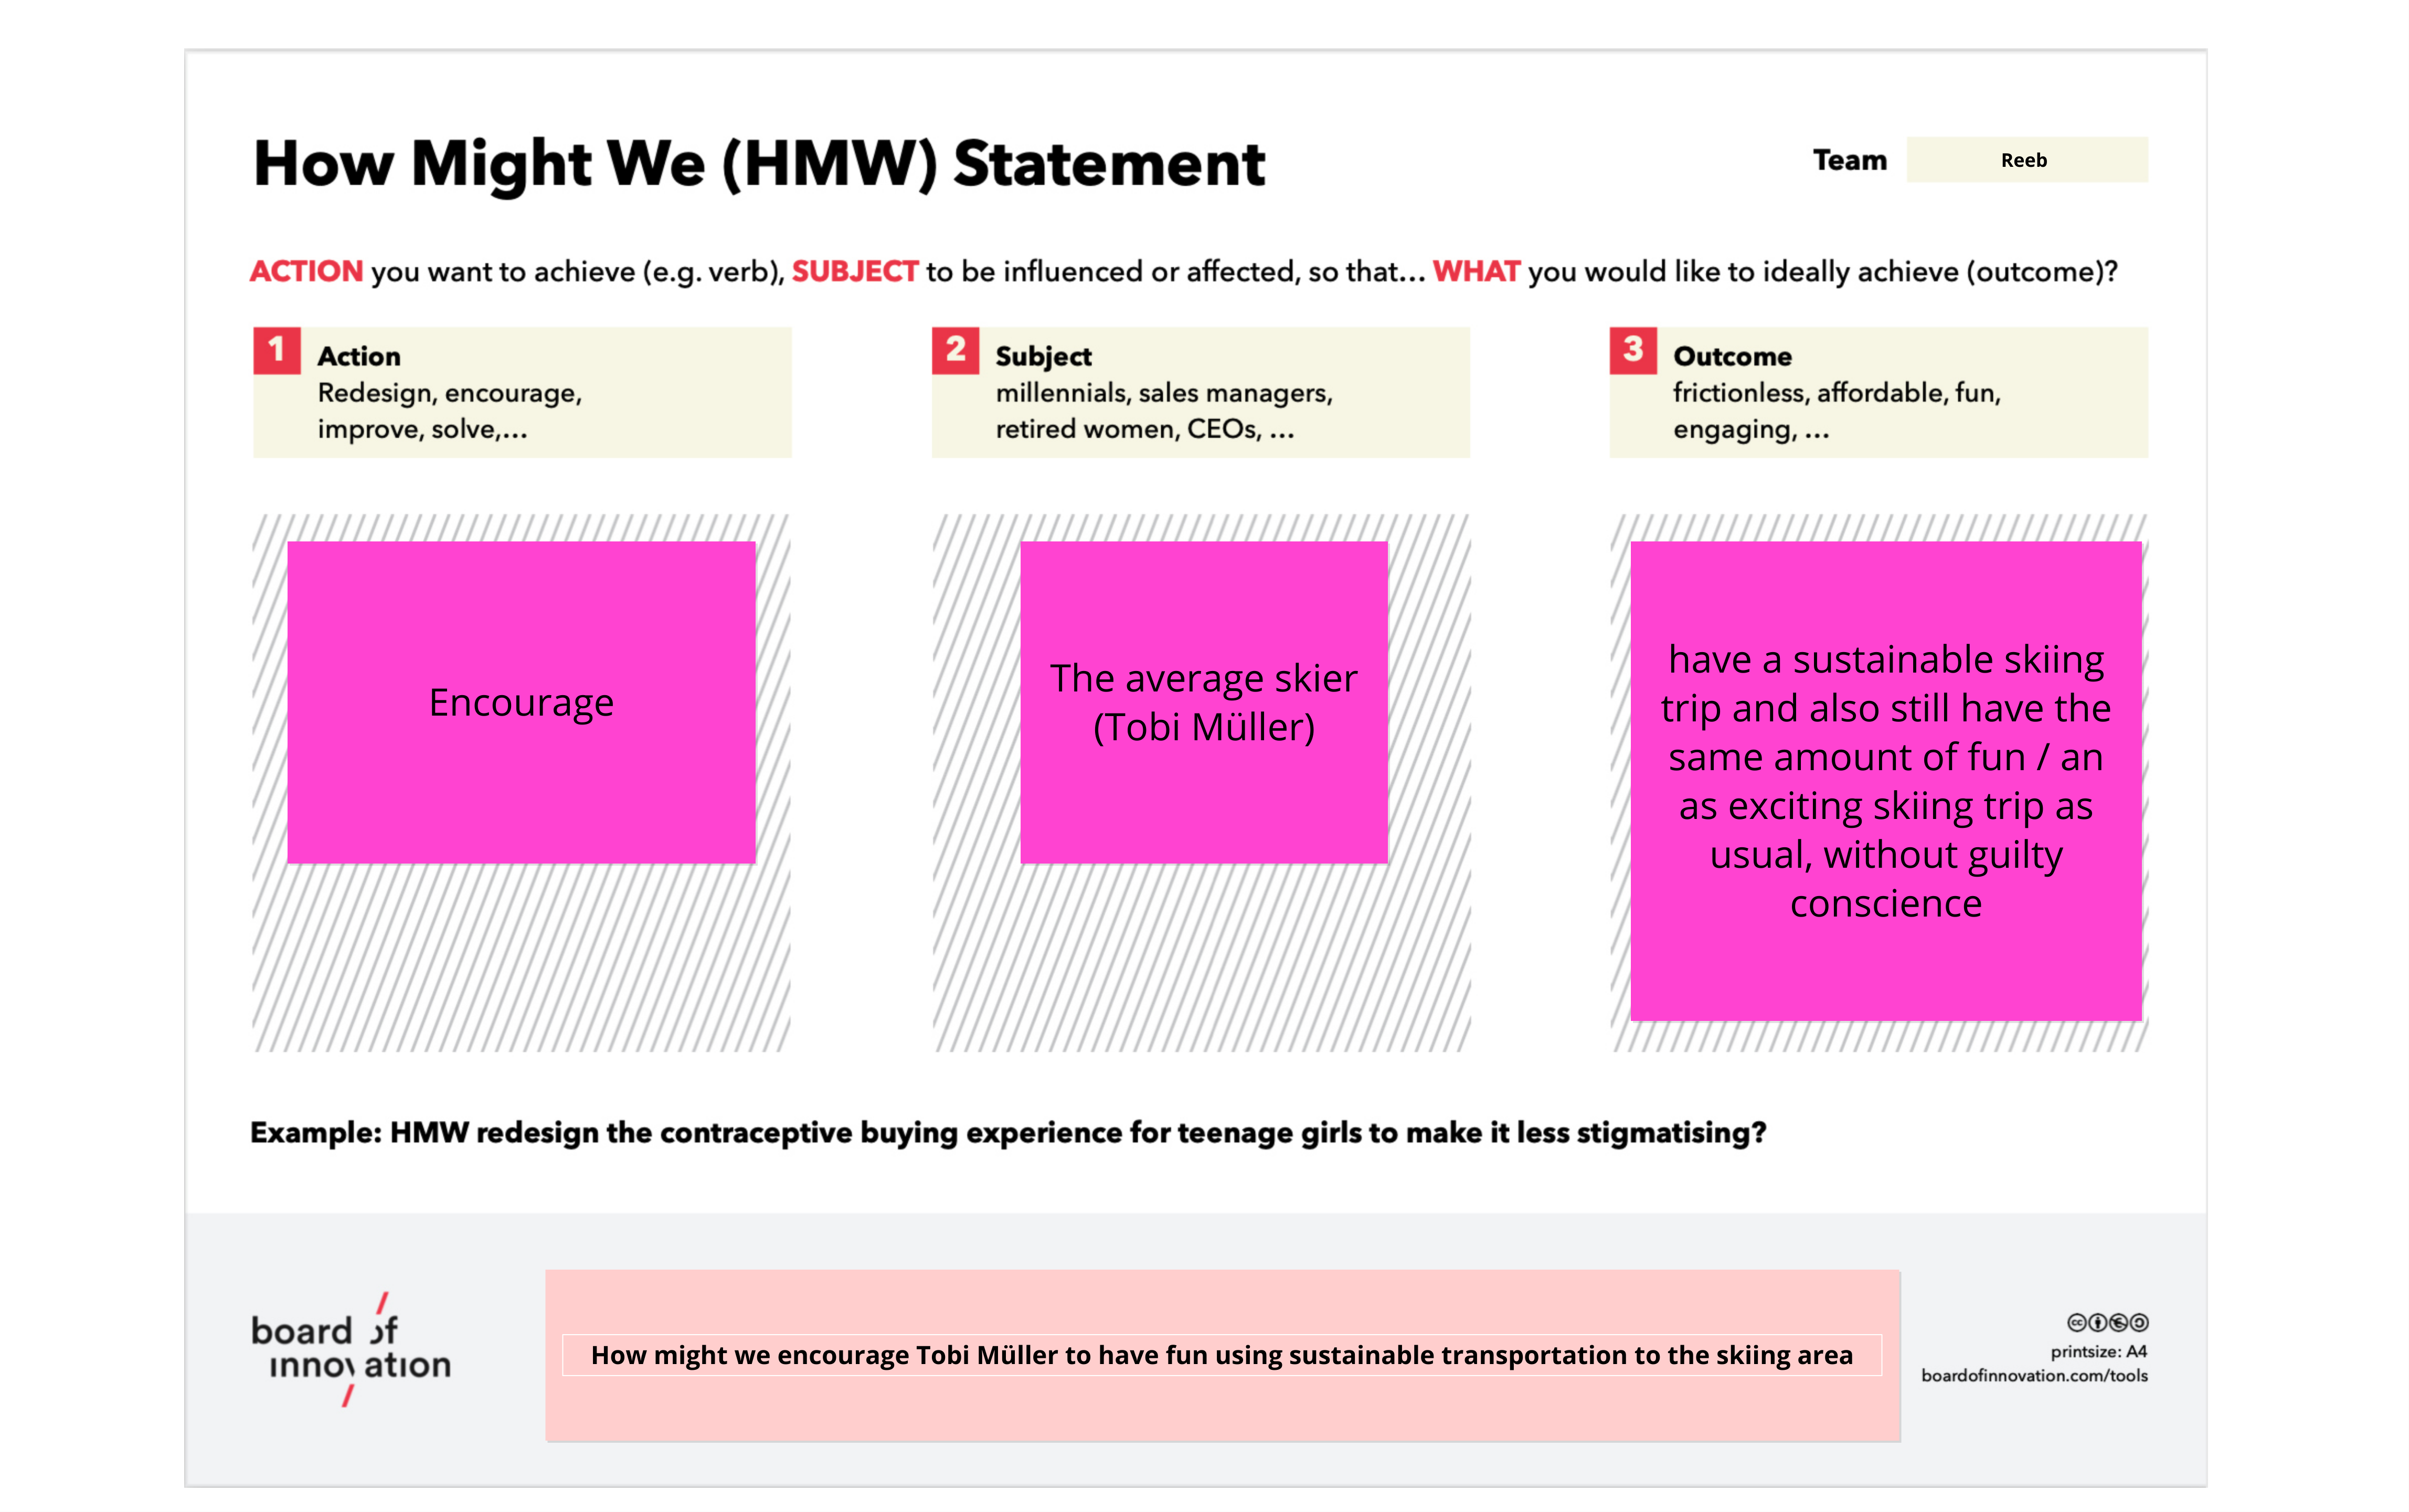 How Might We (HMW) Statement
Team
Reeb
ACTION you want to achieve (e.g. verb), SUBJECT to be influenced or affected, so that... WHAT you would like to ideally achieve (outcome)?
1
Action
Redesign, encourage,
improve, solve,...
2
Subject
millennials, sales managers,
retired women, CEOs, ...
3
Outcome
frictionless, affordable, fun,
engaging, ...
Encourage
The average skier
(Tobi Müller)
have a sustainable skiing
trip and also still have the
same amount of fun / an
as exciting skiing trip as
usual, without guilty
conscience
Example: HMW redesign the contraceptive buying experience for teenage girls to make it less stigmatising?
board of
innovation
How might we encourage Tobi Müller to have fun using sustainable transportation to the skiing area
cc
printsize: A4
boardofinnovation.com/tools